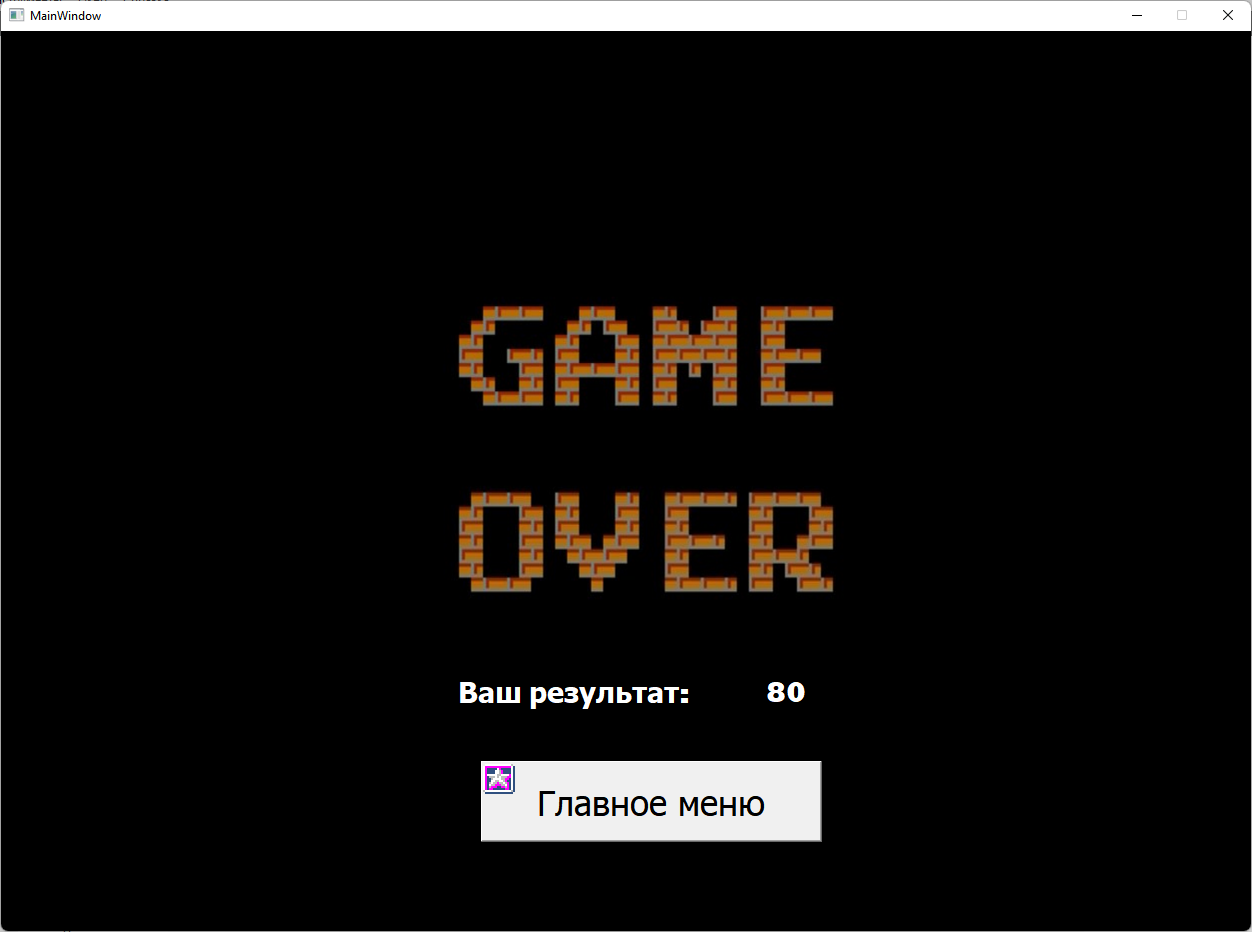 MainWindow
GAME
OVER
Ваш результат: 80
Главное меню